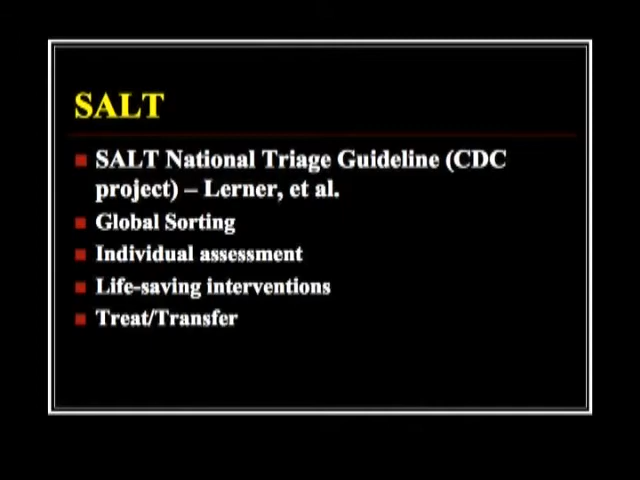 SALT
SALT National Triage Guideline (CDC
project) – Lerner, et al.
Global Sorting
Individual assessment
Life-saving interventions
Treat/Transfer